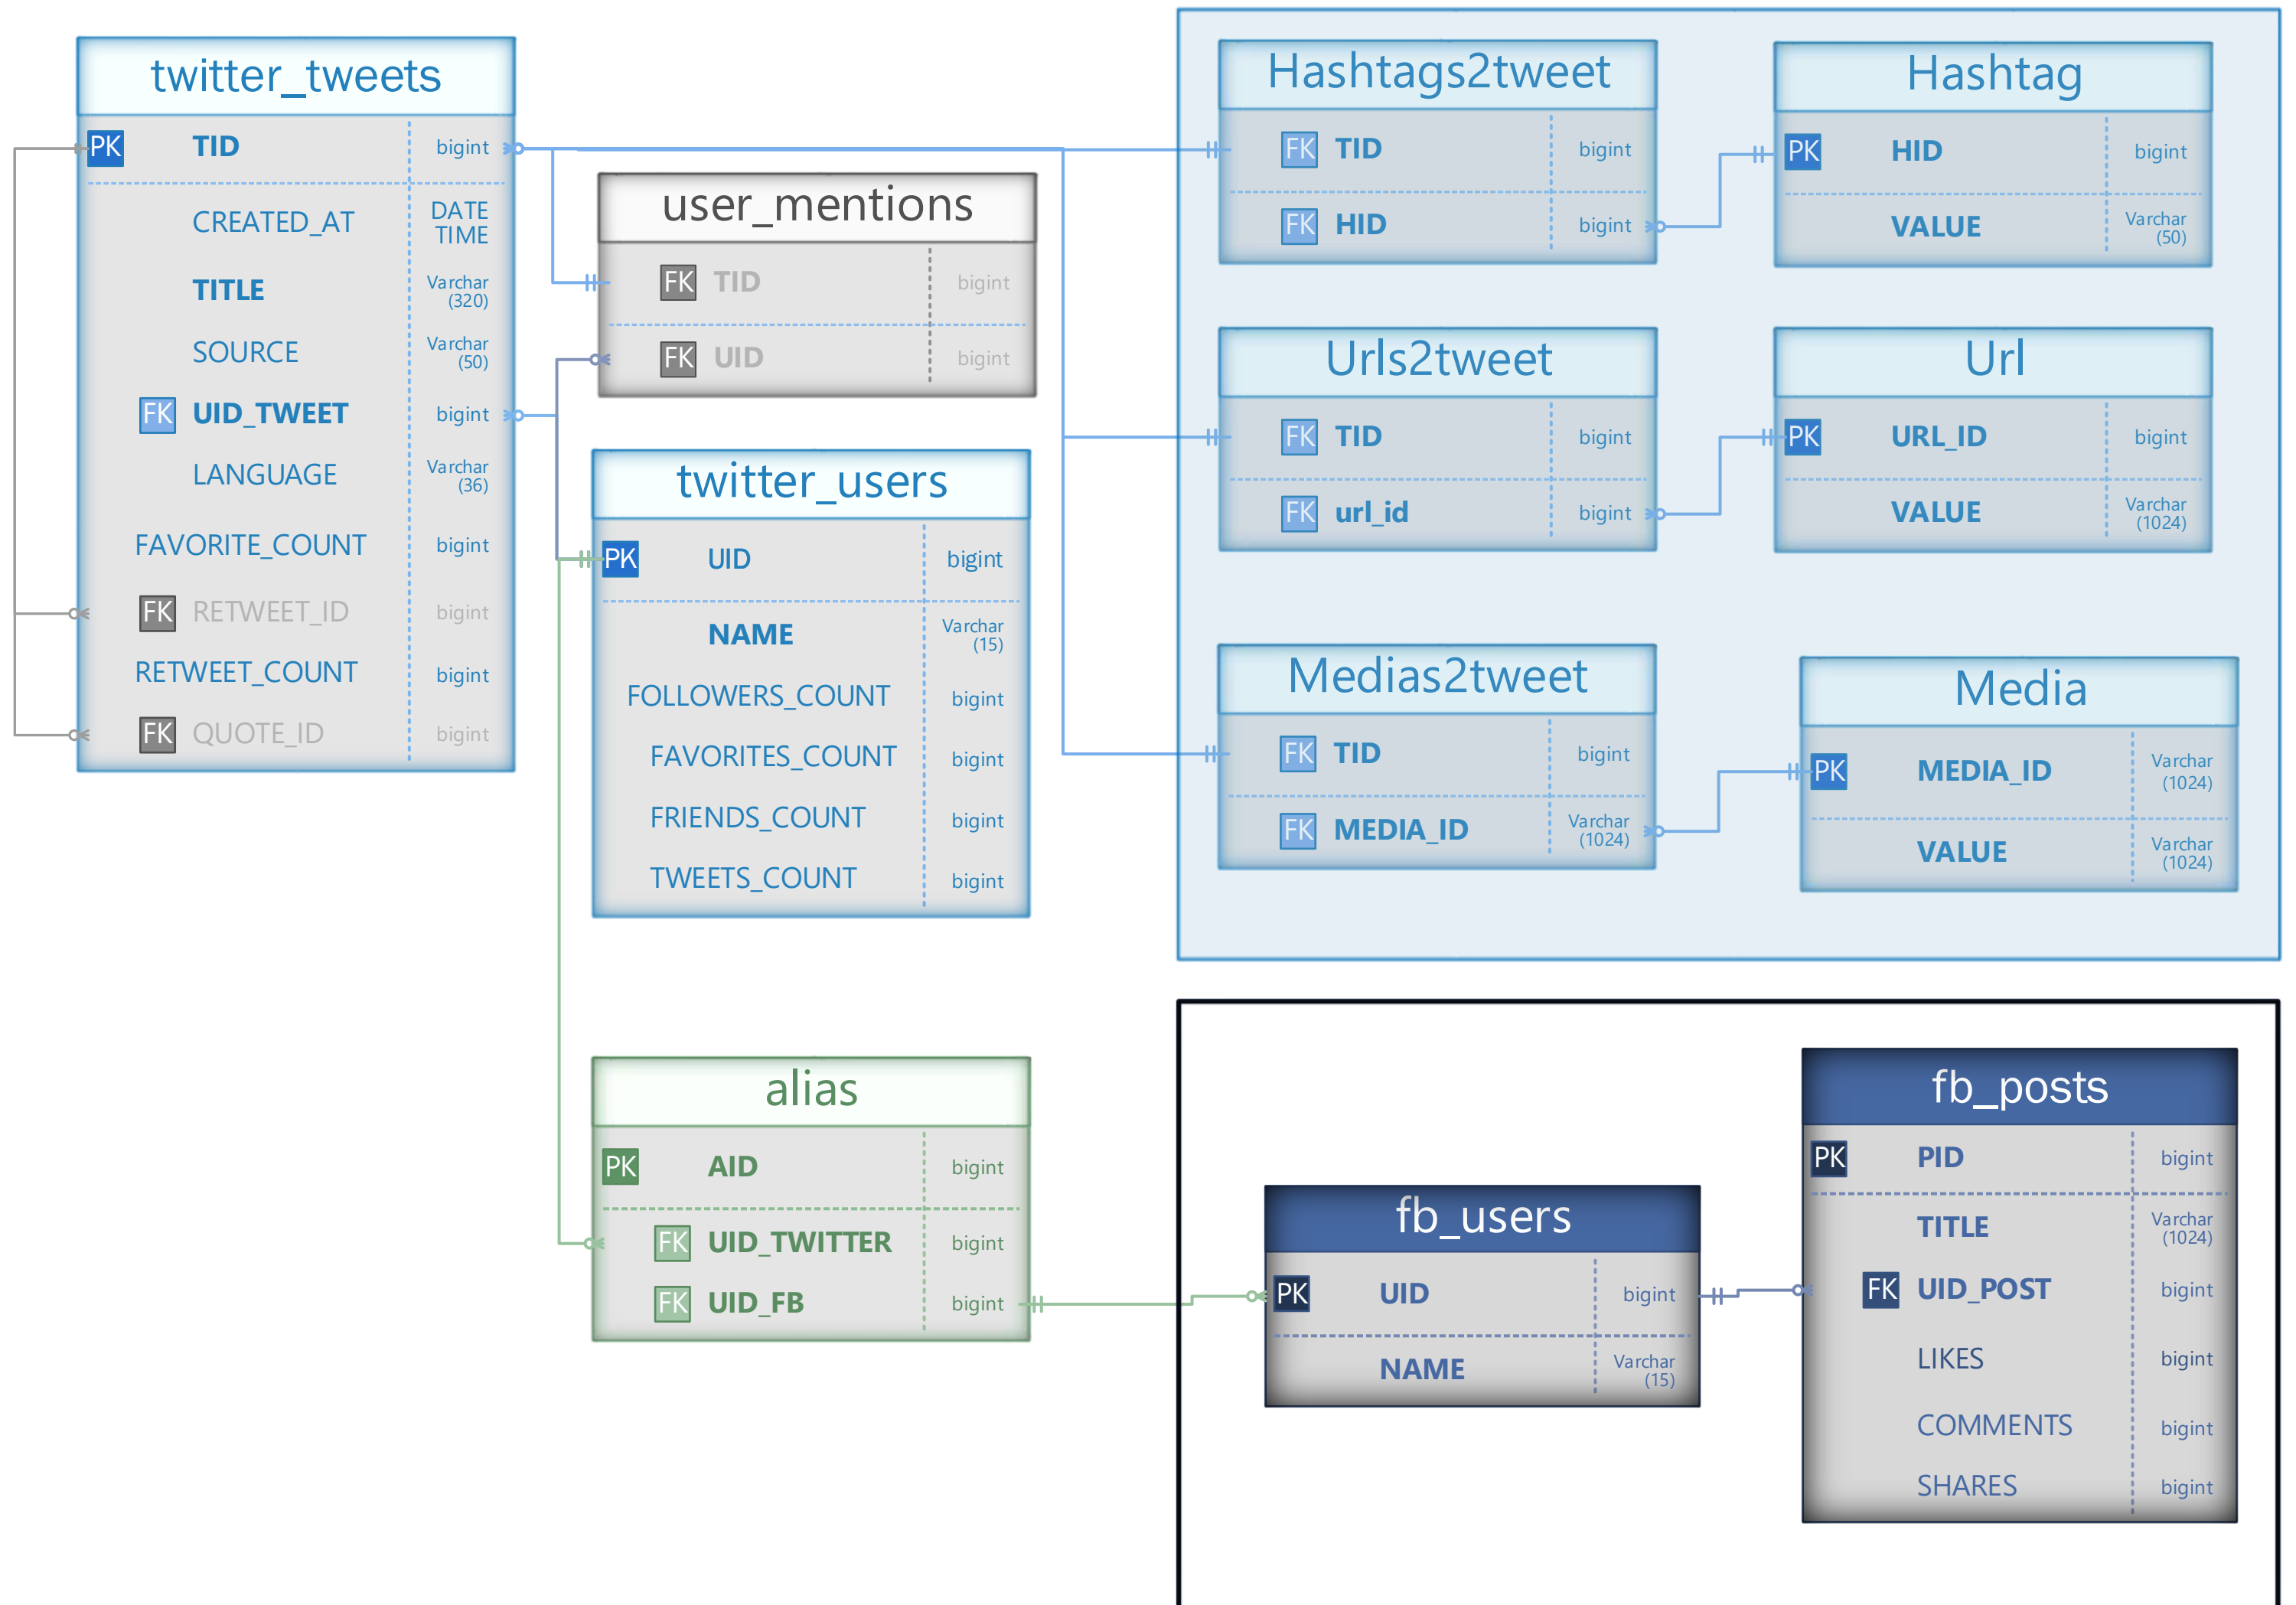 twitter_tweets
PK TID bigint
CREATED_AT DATE
TIME
TITLE Varchar
(320)
SOURCE Varchar
(50)
FK UID_TWEET bigint
LANGUAGE Varchar
(36)
FAVORITE_COUNT bigint
FK RETWEET_ID bigint
RETWEET_COUNT bigint
FK QUOTE_ID bigint
user_mentions
FK TID bigint
FK UID bigint
twitter_users
PK UID bigint
NAME Varchar
(15)
FOLLOWERS_COUNT bigint
FAVORITES_COUNT bigint
FRIENDS_COUNT bigint
TWEETS_COUNT bigint
alias
PK AID bigint
FK UID_TWITTER bigint
FK UID_FB bigint
Hashtags2tweet
FK TID bigint
FK HID bigint
Hashtag
PK HID bigint
VALUE Varchar
(50)
Urls2tweet
FK TID bigint
FK url_id bigint
Url
PK URL_ID bigint
VALUE Varchar
(1024)
Medias2tweet
FK TID bigint
FK MEDIA_ID Varchar
(1024)
Media
PK MEDIA_ID Varchar
(1024)
VALUE Varchar
(1024)
fb_users
PK UID bigint
NAME Varchar
(15)
fb_posts
PK PID bigint
TITLE Varchar
(1024)
FK UID_POST bigint
LIKES bigint
COMMENTS bigint
SHARES bigint